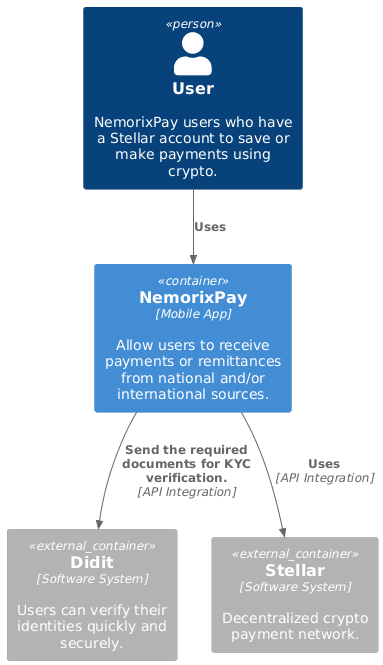 «person»
User
NemorixPay users who have
a Stellar account to save or
make payments using
crypto.
Uses
«container»
NemorixPay
[Mobile App]
Allow users to receive
payments or remittances
from national and/or
international sources.
Send the required
documents for KYC
verification.
[API Integration]
Uses
[API Integration]
«external_container»
Didit
[Software System]
Users can verify their
identities quickly and
securely.
«external_container»
Stellar
[Software System]
Decentralized crypto
payment network.